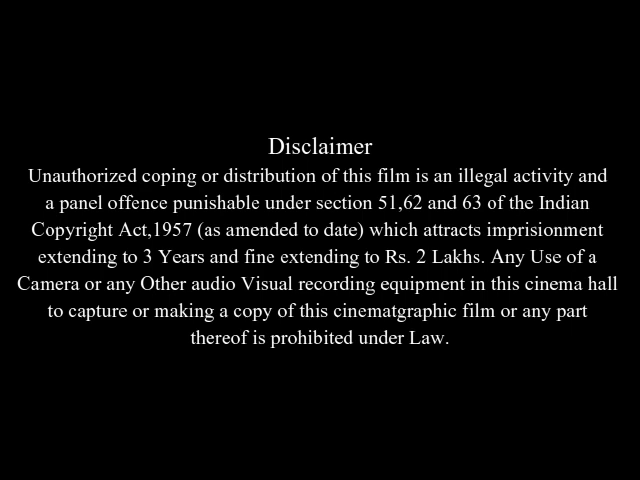 Disclaimer
Unauthorized coping or distribution of this film is an illegal activity and
a panel offence punishable under section 51,62 and 63 of the Indian
Copyright Act,1957 (as amended to date) which attracts imprisionment
extending to 3 Years and fine extending to Rs. 2 Lakhs. Any Use of a
Camera or any Other audio Visual recording equipment in this cinema hall
to capture or making a copy of this cinematgraphic film or any part
thereof is prohibited under Law.